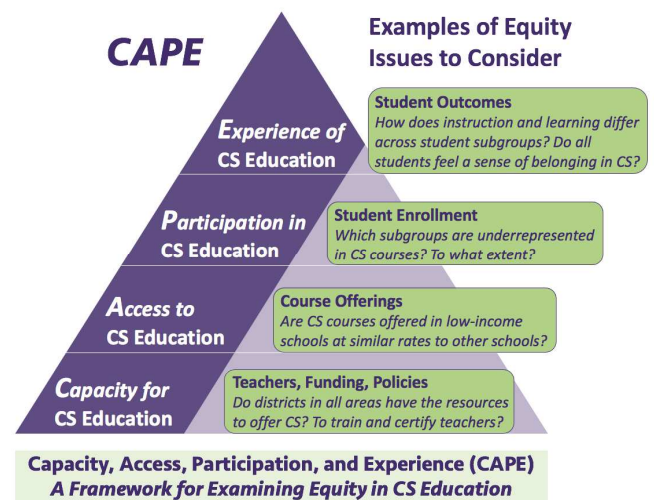 CAPE
Examples of Equity
Issues to Consider
Experience of
CS Education
Student Outcomes
How does instruction and learning differ
across student subgroups? Do all
students feel a sense of belonging in CS?
Participation in
CS Education
Student Enrollment
Which subgroups are underrepresented
in CS courses? To what extent?
Access to
CS Education
Course Offerings
Are CS courses offered in low-income
schools at similar rates to other schools?
Capacity for
CS Education
Teachers, Funding, Policies
Do districts in all areas have the resources
to offer CS? To train and certify teachers?
Capacity, Access, Participation, and Experience (CAPE)
A Framework for Examining Equity in CS Education